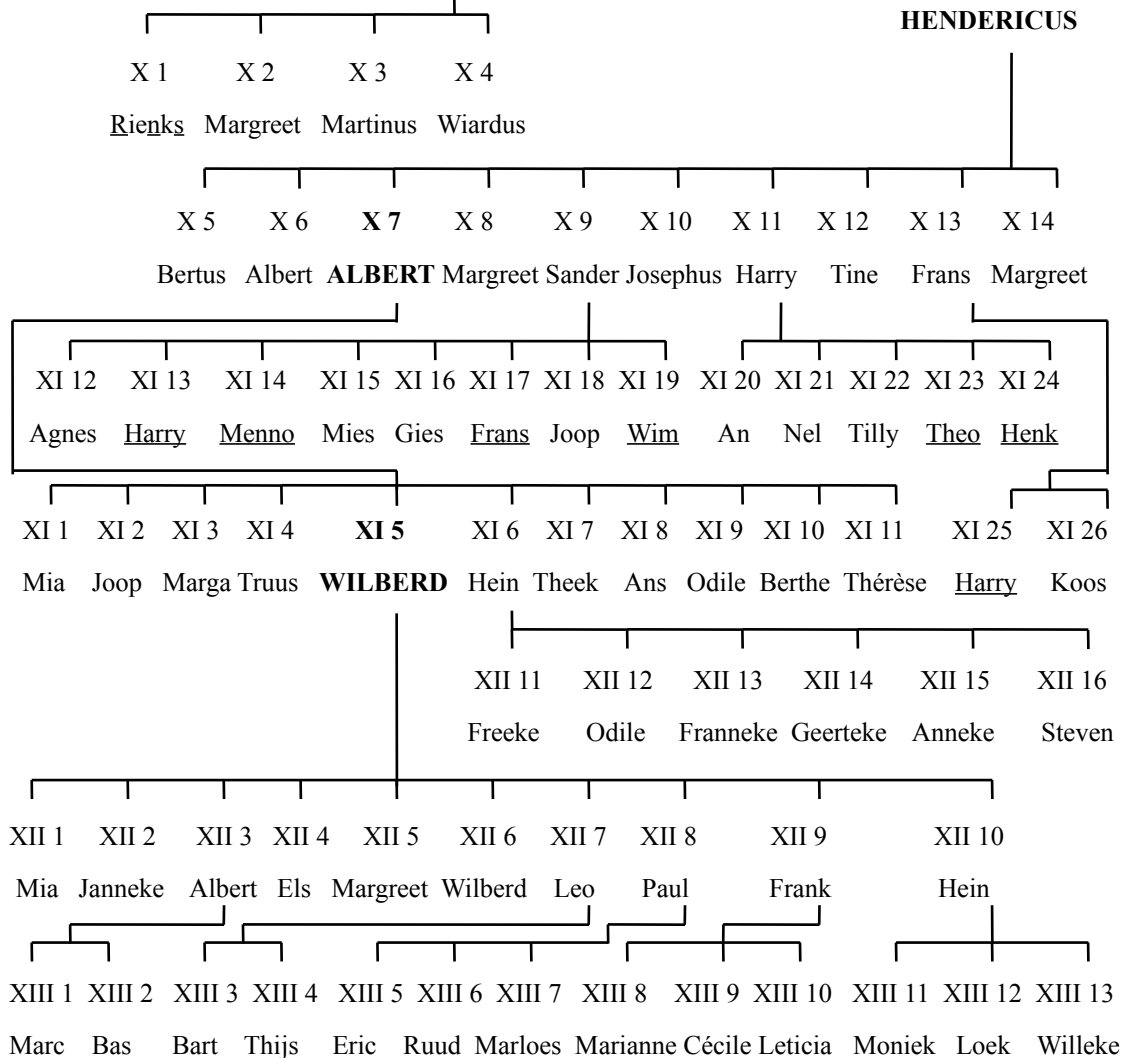 HENDERICUS
X 1 X 2 X 3 X 4
Rienks Margreet Martinus Wiardus
X 5 X 6 X 7 X 8 X 9 X 10 X 11 X 12 X 13 X 14
Bertus Albert ALBERT Margreet Sander Josephus Harry Tine Frans Margreet
XI 12 XI 13 XI 14 XI 15 XI 16 XI 17 XI 18 XI 19 XI 20 XI 21 XI 22 XI 23 XI 24
Agnes Harry Menno Mies Gies Frans Joop Wim An Nel Tilly Theo Henk
XI 1 XI 2 XI 3 XI 4 XI 5 XI 6 XI 7 XI 8 XI 9 XI 10 XI 11 XI 25 XI 26
Mia Joop Marga Truus WILBERD Hein Theek Ans Odile Berthe Thérèse Harry Koos
XII 11 XII 12 XII 13 XII 14 XII 15 XII 16
Freeke Odile Franneke Geerteke Anneke Steven
XII 1 XII 2 XII 3 XII 4 XII 5 XII 6 XII 7 XII 8 XII 9 XII 10
Mia Janneke Albert Els Margreet Wilberd Leo Paul Frank Hein
XIII 1 XIII 2 XIII 3 XIII 4 XIII 5 XIII 6 XIII 7 XIII 8 XIII 9 XIII 10 XIII 11 XIII 12 XIII 13
Marc Bas Bart Thijs Eric Ruud Marloes Marianne Cécile Leticia Moniek Loek Willeke